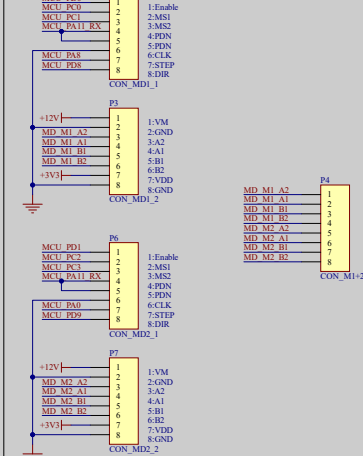 MCU_PC0
MCU_PC1
MCU_PA11_RX
MCU_PA8
MCU_PD8
1
2
3
4
5
6
7
8
1:Enable
2:MS1
3:MS2
4:PDN
5:PDN
6:CLK
7:STEP
8:DIR
CON_MD1_1
P3
+12V
MD_M1_A2
MD_M1_A1
MD_M1_B1
MD_M1_B2
+3V3
1
2
3
4
5
6
7
8
1:VM
2:GND
3:A2
4:A1
5:B1
6:B2
7:VDD
8:GND
CON_MD1_2
P4
MD_M1_A2
MD_M1_A1
MD_M1_B1
MD_M1_B2
MD_M2_A2
MD_M2_A1
MD_M2_B1
MD_M2_B2
1
2
3
4
5
6
7
8
CON_M1+2
P6
MCU_PD1
MCU_PC2
MCU_PC3
MCU_PA11_RX
MCU_PA0
MCU_PD9
1
2
3
4
5
6
7
8
1:Enable
2:MS1
3:MS2
4:PDN
5:PDN
6:CLK
7:STEP
8:DIR
CON_MD2_1
P7
+12V
MD_M2_A2
MD_M2_A1
MD_M2_B1
MD_M2_B2
+3V3
1
2
3
4
5
6
7
8
1:VM
2:GND
3:A2
4:A1
5:B1
6:B2
7:VDD
8:GND
CON_MD2_2